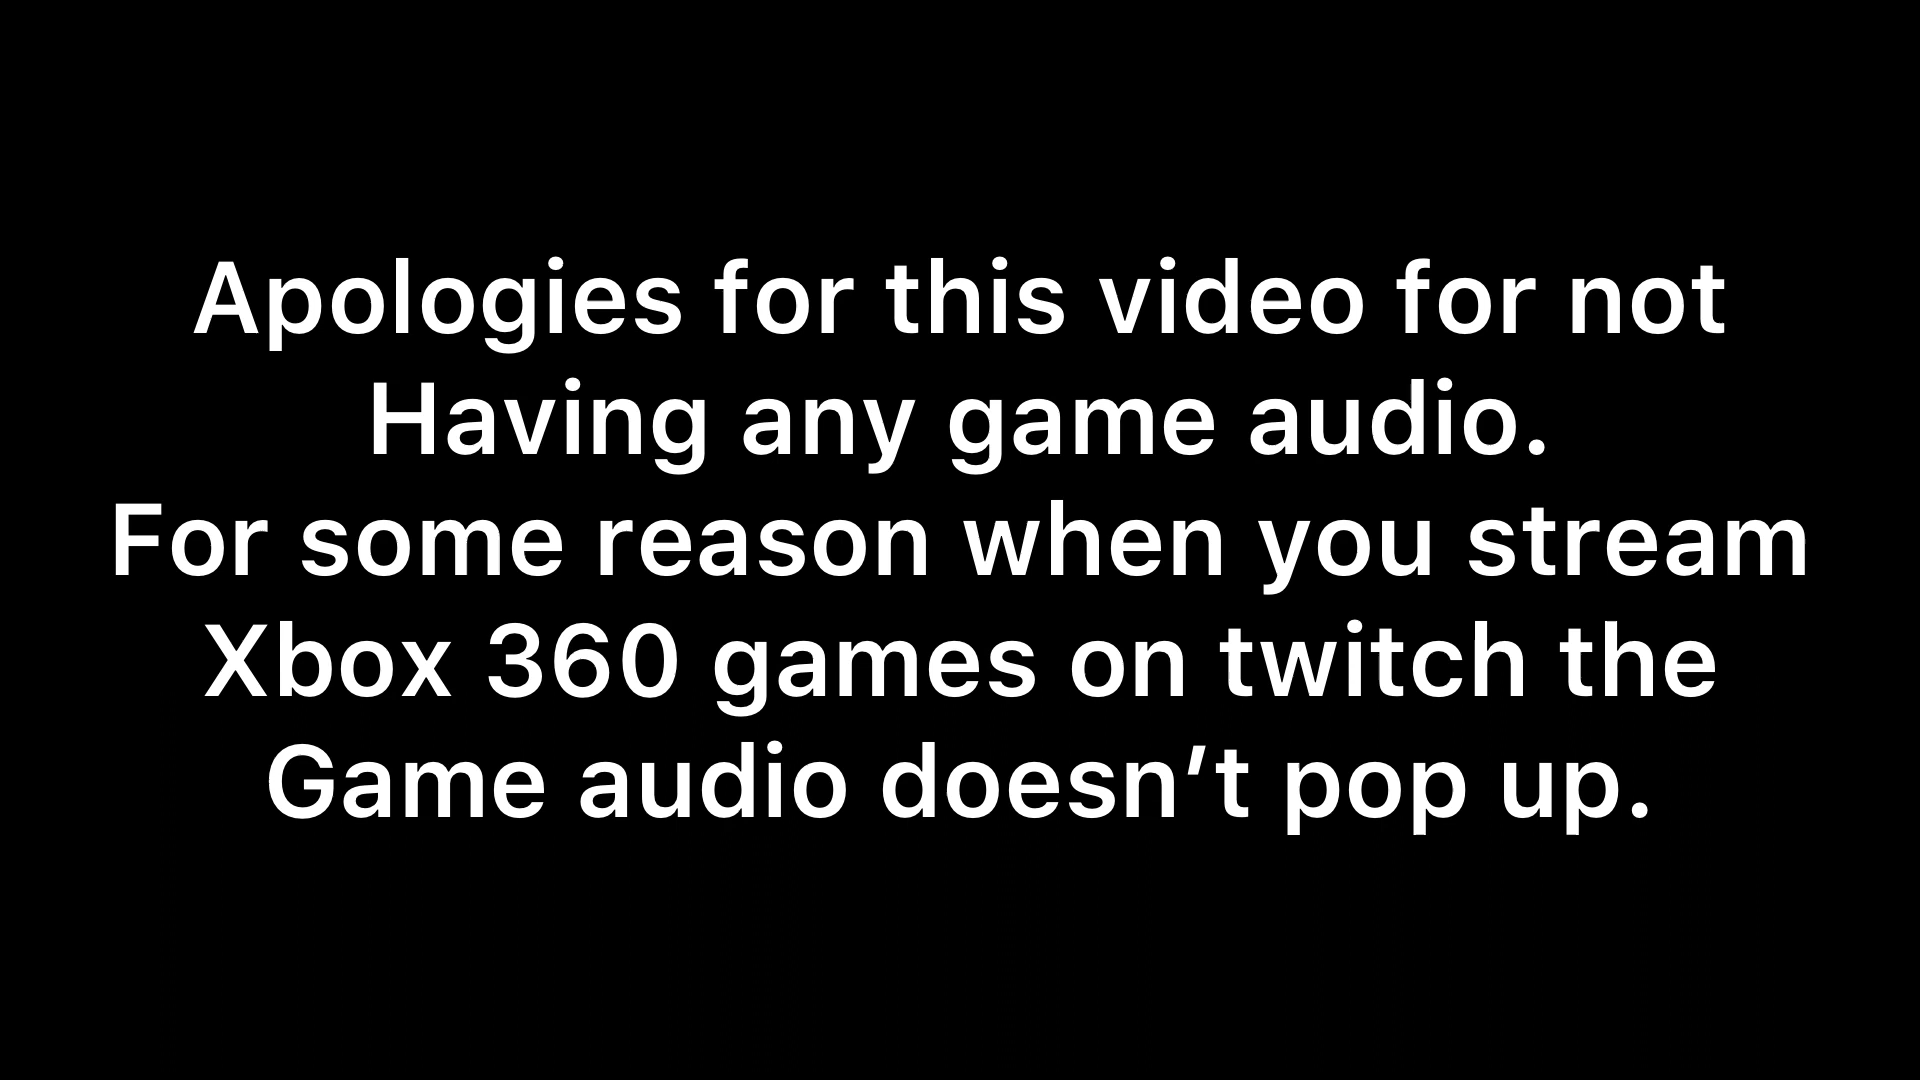 Apologies for this video for not
Having any game audio.
For some reason when you stream
Xbox 360 games on twitch the
Game audio doesn’t pop up.